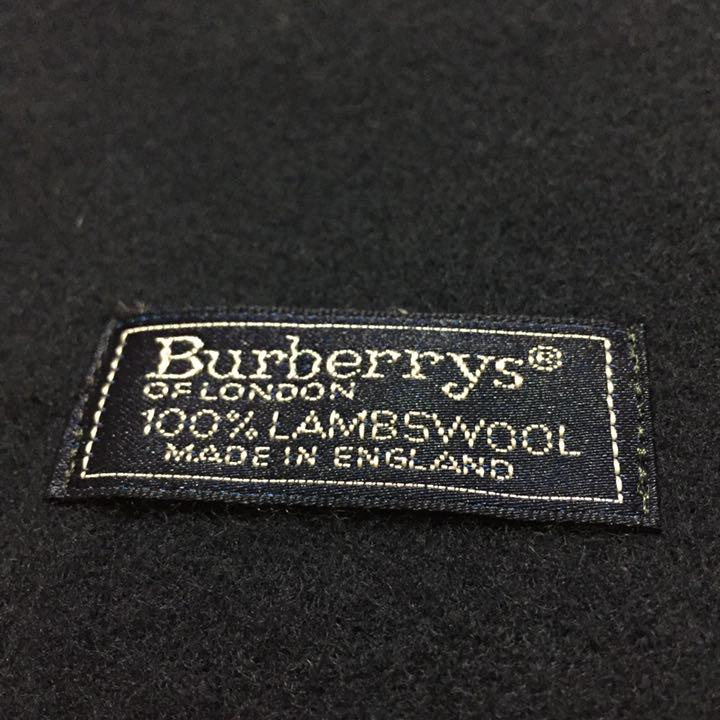 Burberrys®
OF LONDON
100% LAMBSWOOL
MADE IN ENGLAND